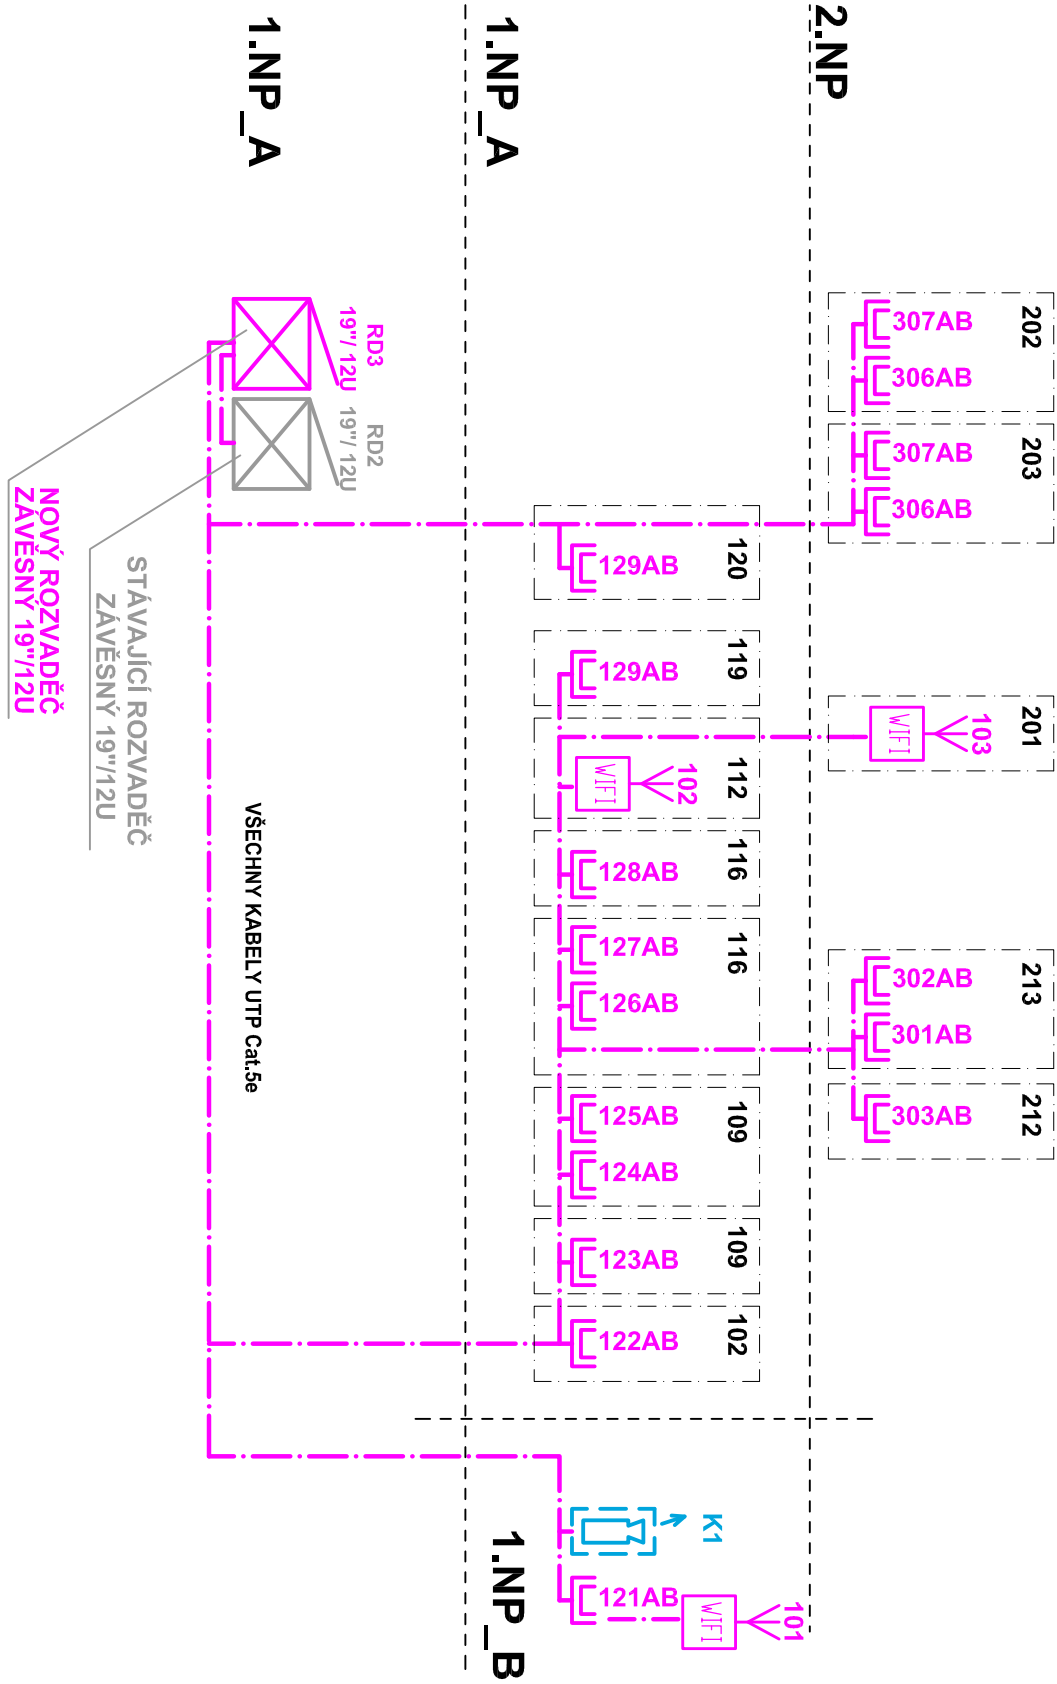 2.NP
202
307AB
306AB
203
307AB
306AB
201
103
WIFI
213
302AB
301AB
212
303AB
1.NP_A
120
129AB
119
129AB
112
102
WIFI
116
128AB
116
127AB
126AB
109
125AB
124AB
109
123AB
102
122AB
K1
121AB
101
WIFI
1.NP_B
1.NP_A
RD3
19"/ 12U
RD2
19"/ 12U
VŠECHNY KABELY UTP Cat.5e
STÁVAJÍCÍ ROZVADĚČ
ZÁVĚSNÝ 19"/12U
NOVÝ ROZVADĚČ
ZÁVĚSNÝ 19"/12U